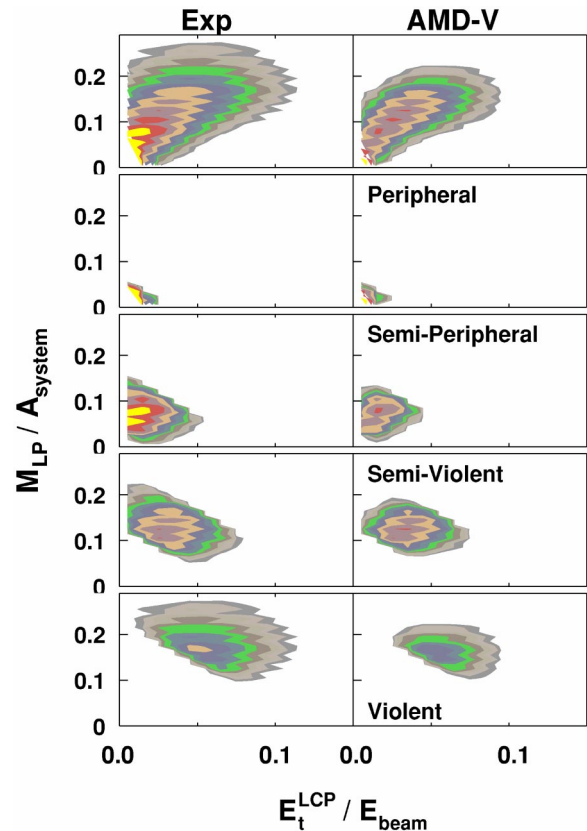 Exp AMD-V
0.2 0.1 0
Peripheral
0.2 0.1 0
Semi-Peripheral
0.2 0.1 0
Semi-Violent
0.2 0.1 0
Violent
0.2 0.1 0
M_LP / A_system
0.0 0.1 0.0 0.1
E_t^LCP / E_beam